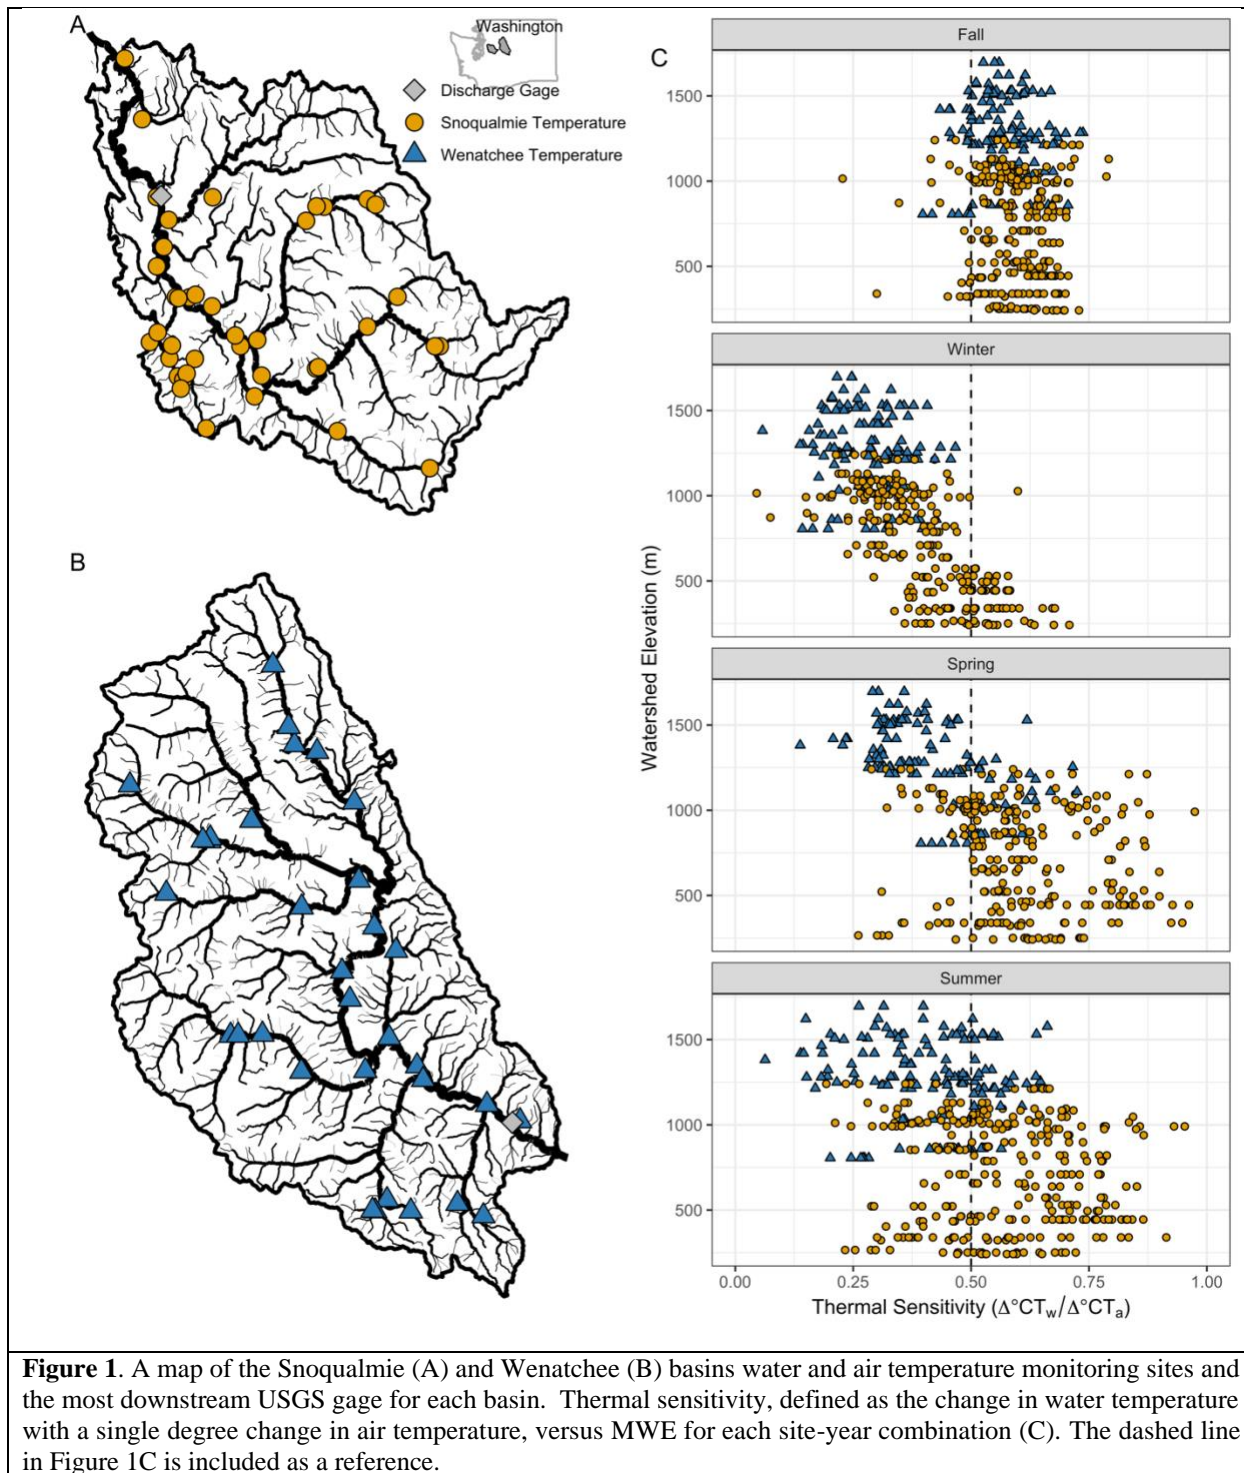 A
Washington
Discharge Gage
Snoqualmie Temperature
Wenatchee Temperature
B
C
Watershed Elevation (m)
Fall
1500
1000
500
Winter
1500
1000
500
Spring
1500
1000
500
Summer
1500
1000
500
0.00 0.25 0.50 0.75 1.00
Thermal Sensitivity (Δ°CTw/Δ°CTa)
Figure 1. A map of the Snoqualmie (A) and Wenatchee (B) basins water and air temperature monitoring sites and
the most downstream USGS gage for each basin. Thermal sensitivity, defined as the change in water temperature
with a single degree change in air temperature, versus MWE for each site-year combination (C). The dashed line
in Figure 1C is included as a reference.